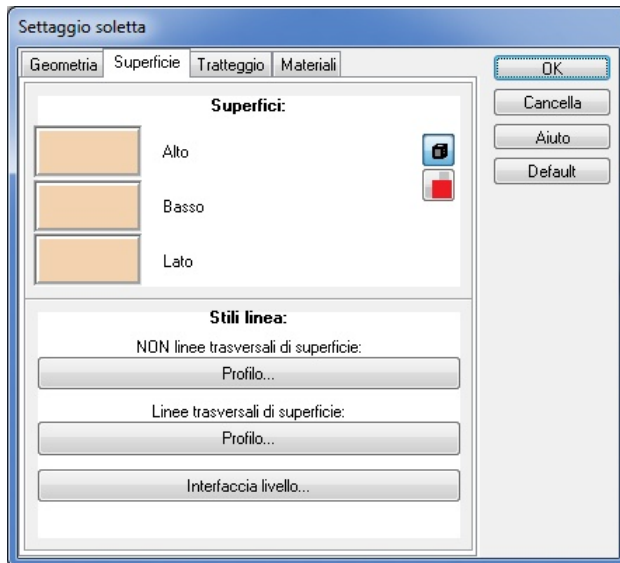 Settaggio soletta
Geometria Superficie Tratteggio Materiali
OK
Cancella
Aiuto
Default
Superfici:
Alto
Basso
Lato
Stili linea:
NON linee trasversali di superficie:
Profilo...
Linee trasversali di superficie:
Profilo...
Interfaccia livello...